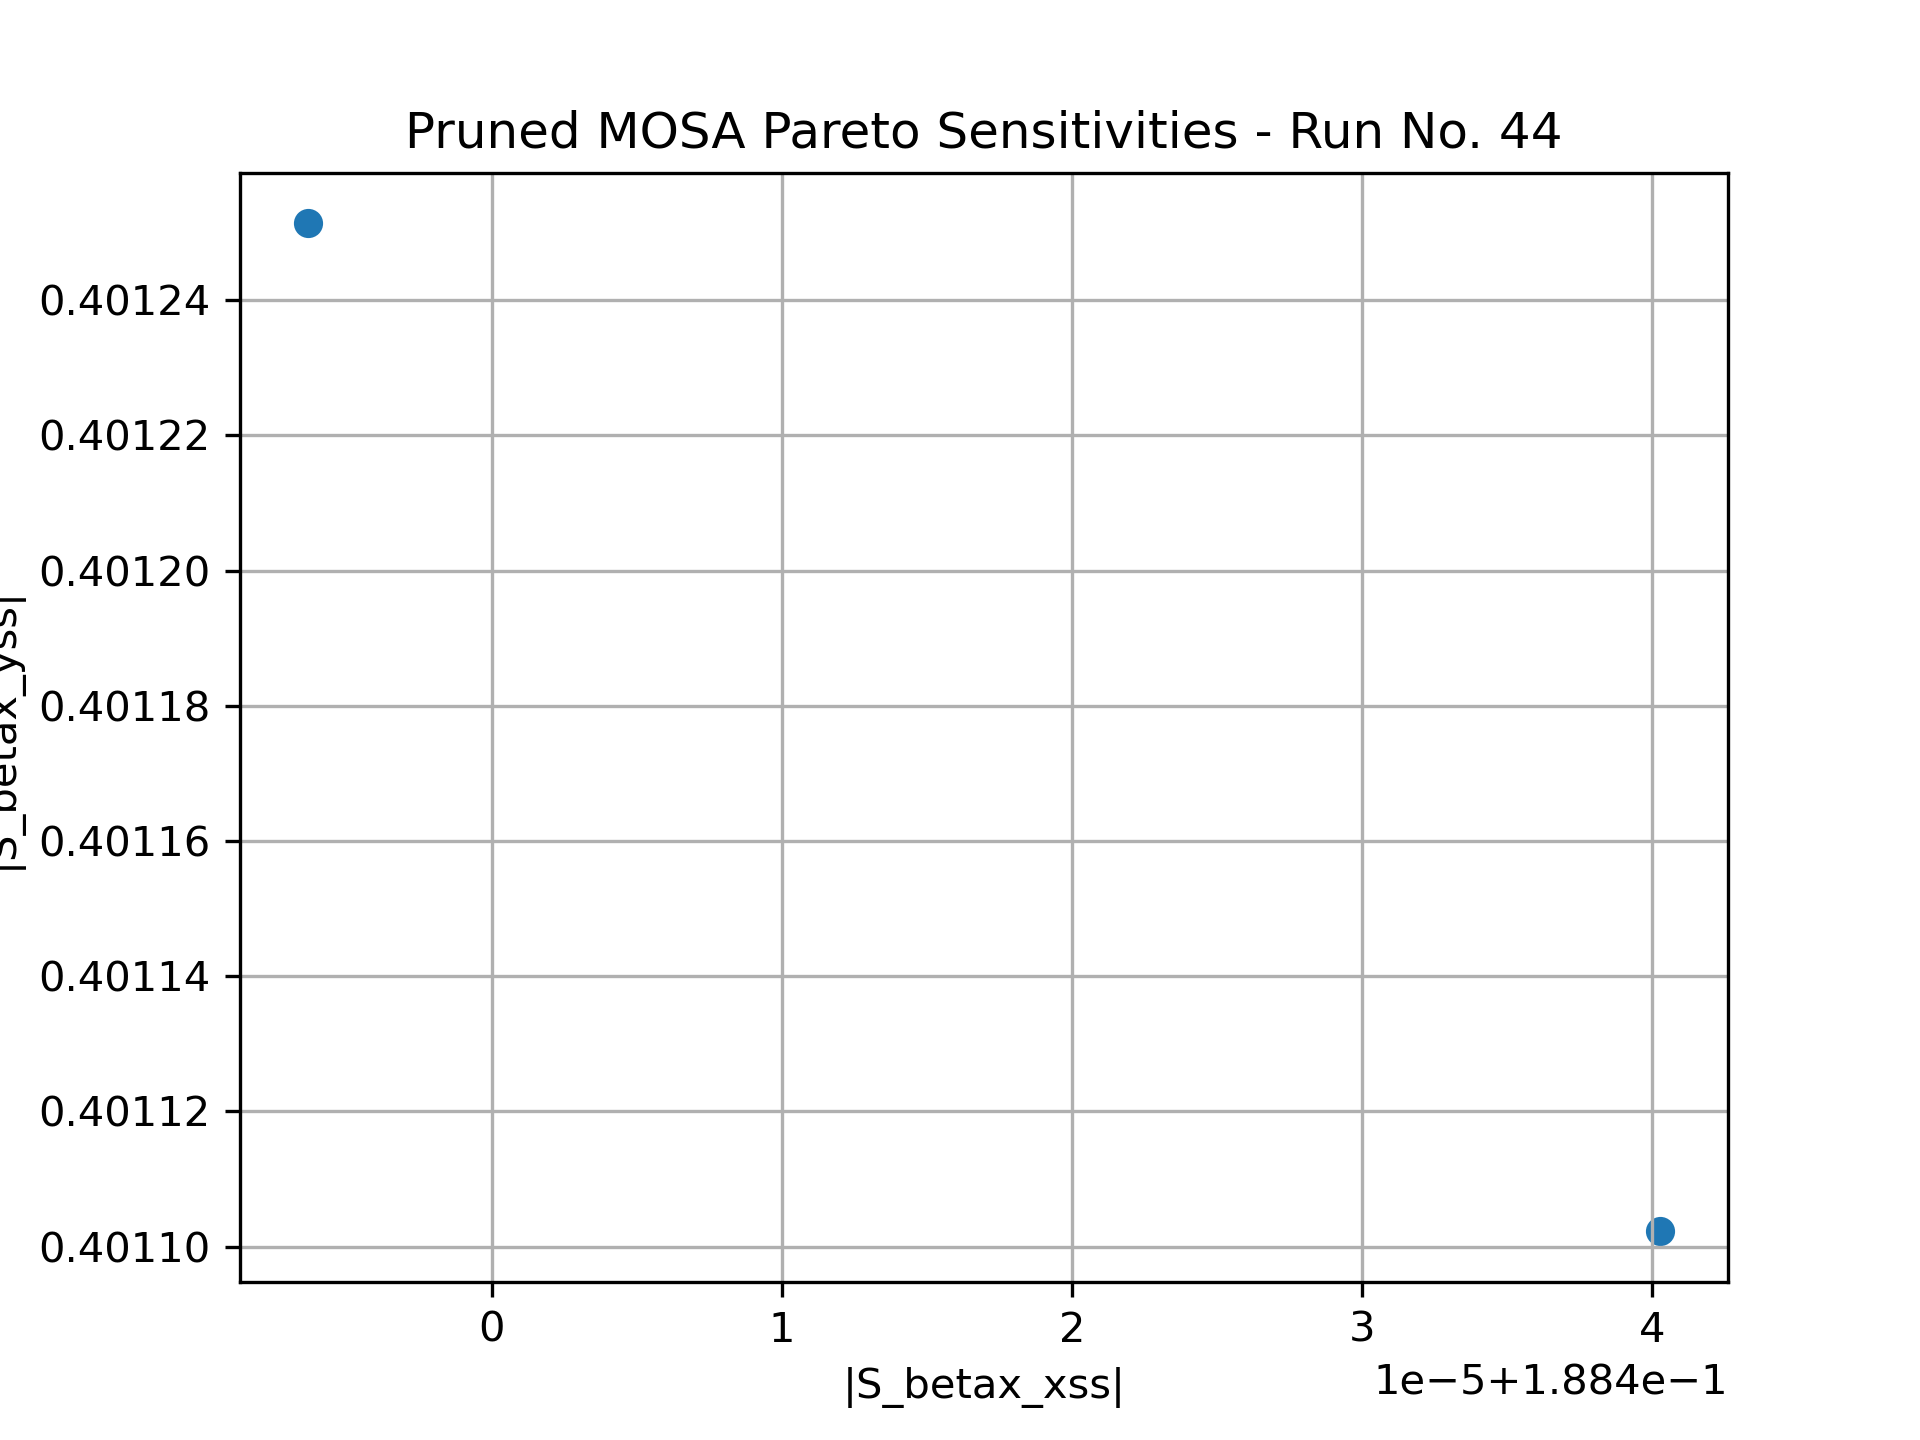 Pruned MOSA Pareto Sensitivities - Run No. 44
|S_betax_yss|
0.40124
0.40122
0.40120
0.40118
0.40116
0.40114
0.40112
0.40110
0 1 2 3 4
|S_betax_xss|
1e−5+1.884e−1